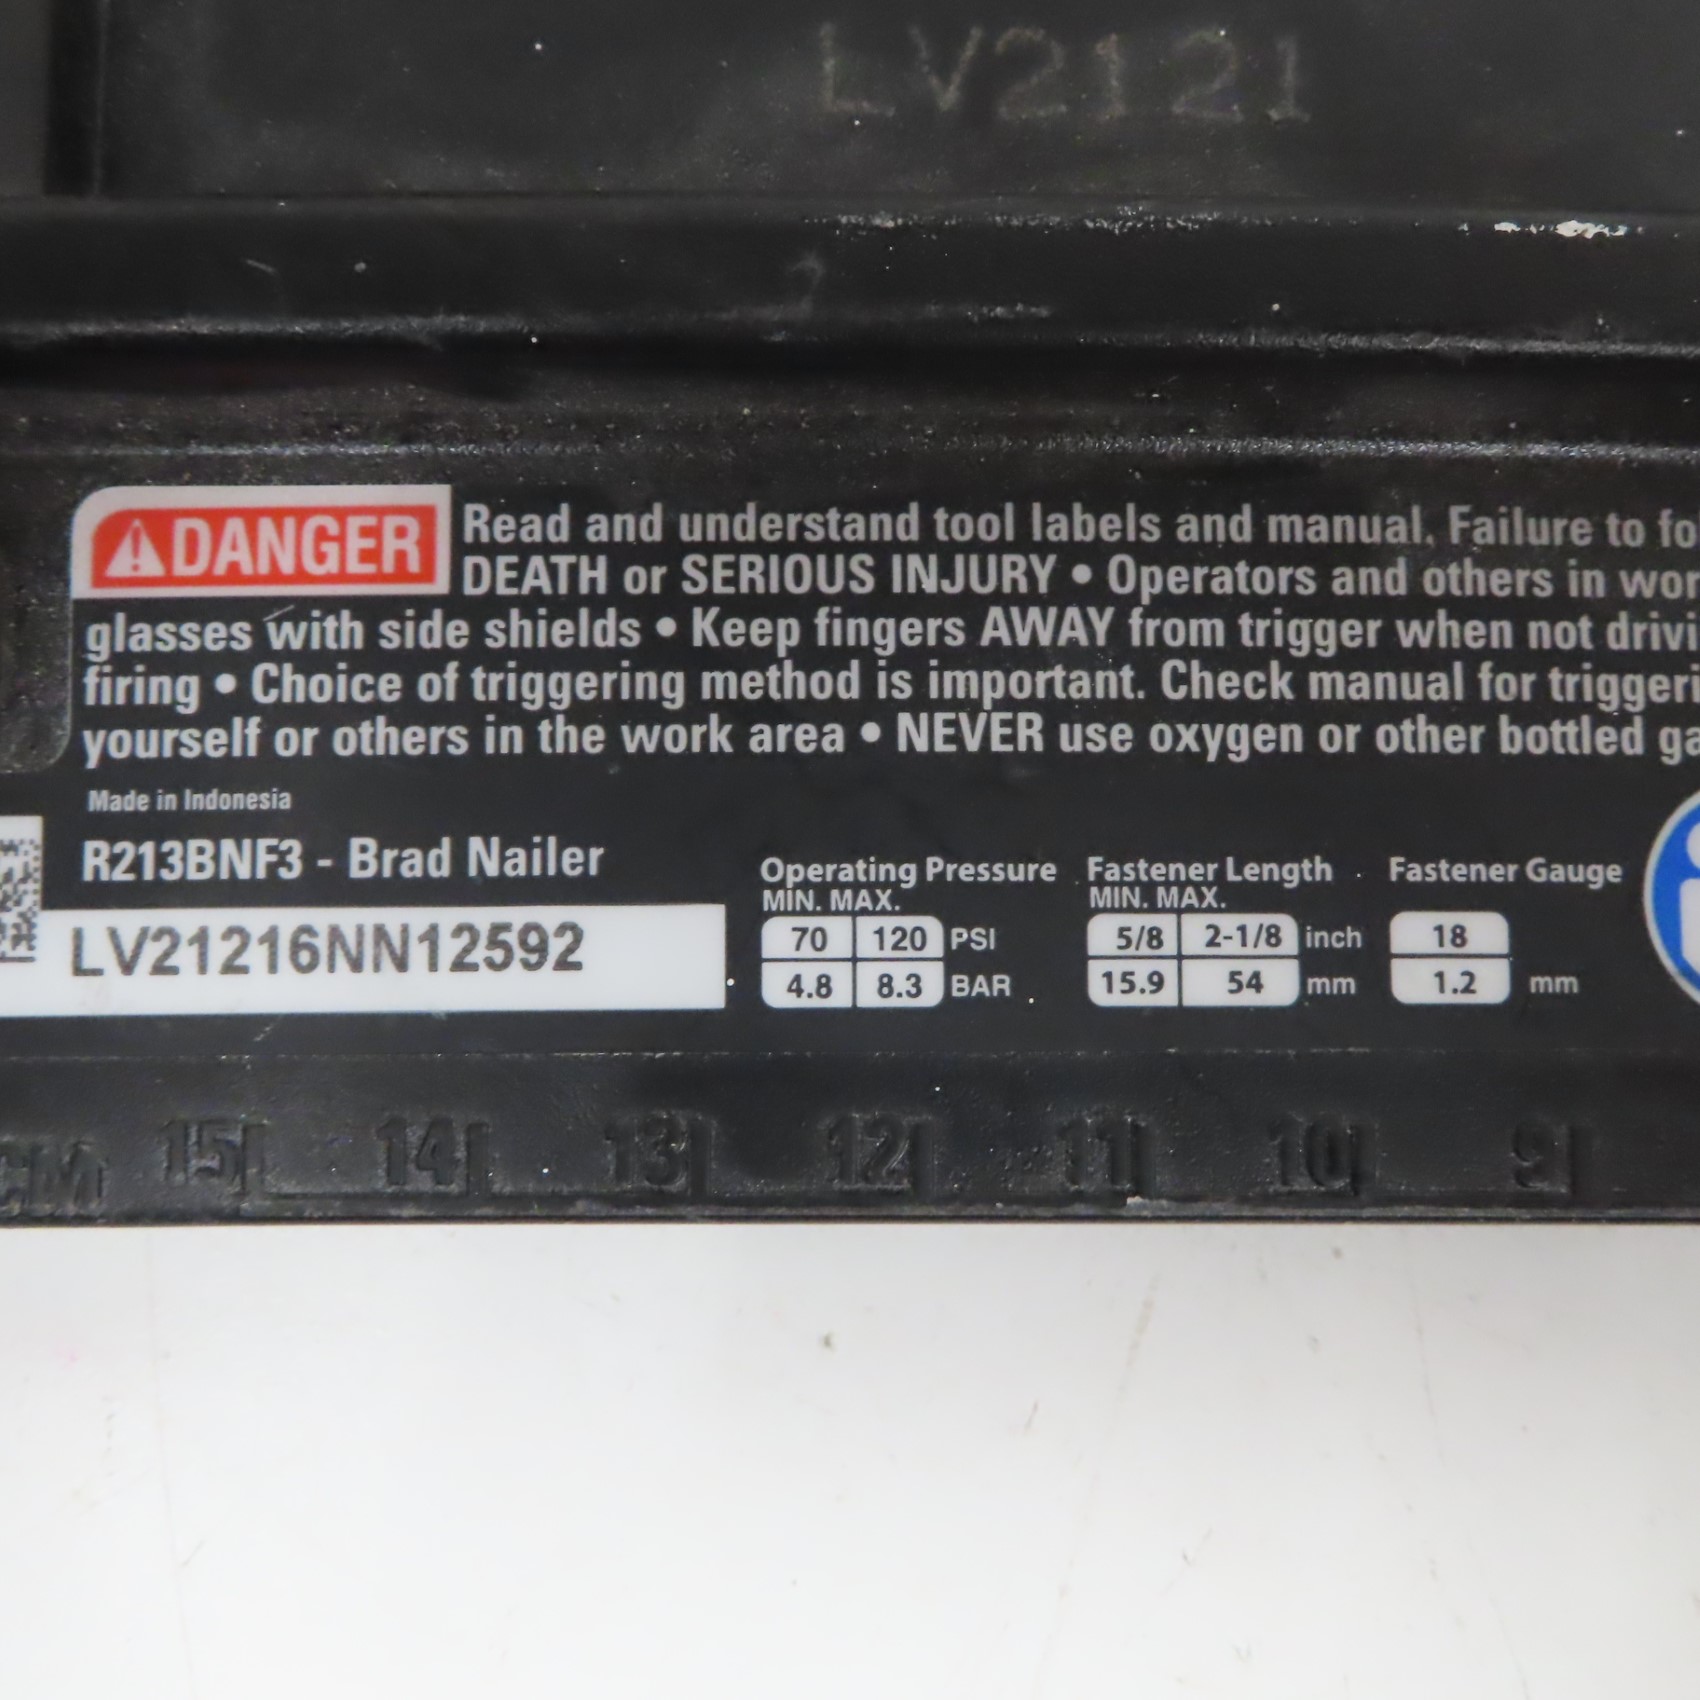 LV2121
DANGER Read and understand tool labels and manual. Failure to fo
DEATH or SERIOUS INJURY • Operators and others in wor
glasses with side shields • Keep fingers AWAY from trigger when not drivi
firing • Choice of triggering method is important. Check manual for triggeri
yourself or others in the work area • NEVER use oxygen or other bottled ga
Made in Indonesia
R213BNF3 - Brad Nailer
LV21216NN12592
Operating Pressure Fastener Length Fastener Gauge
MIN. MAX. MIN. MAX.
70 120 PSI 5/8 2-1/8 inch 18
4.8 8.3 BAR 15.9 54 mm 1.2 mm
CM 15 14 13 12 11 10 9